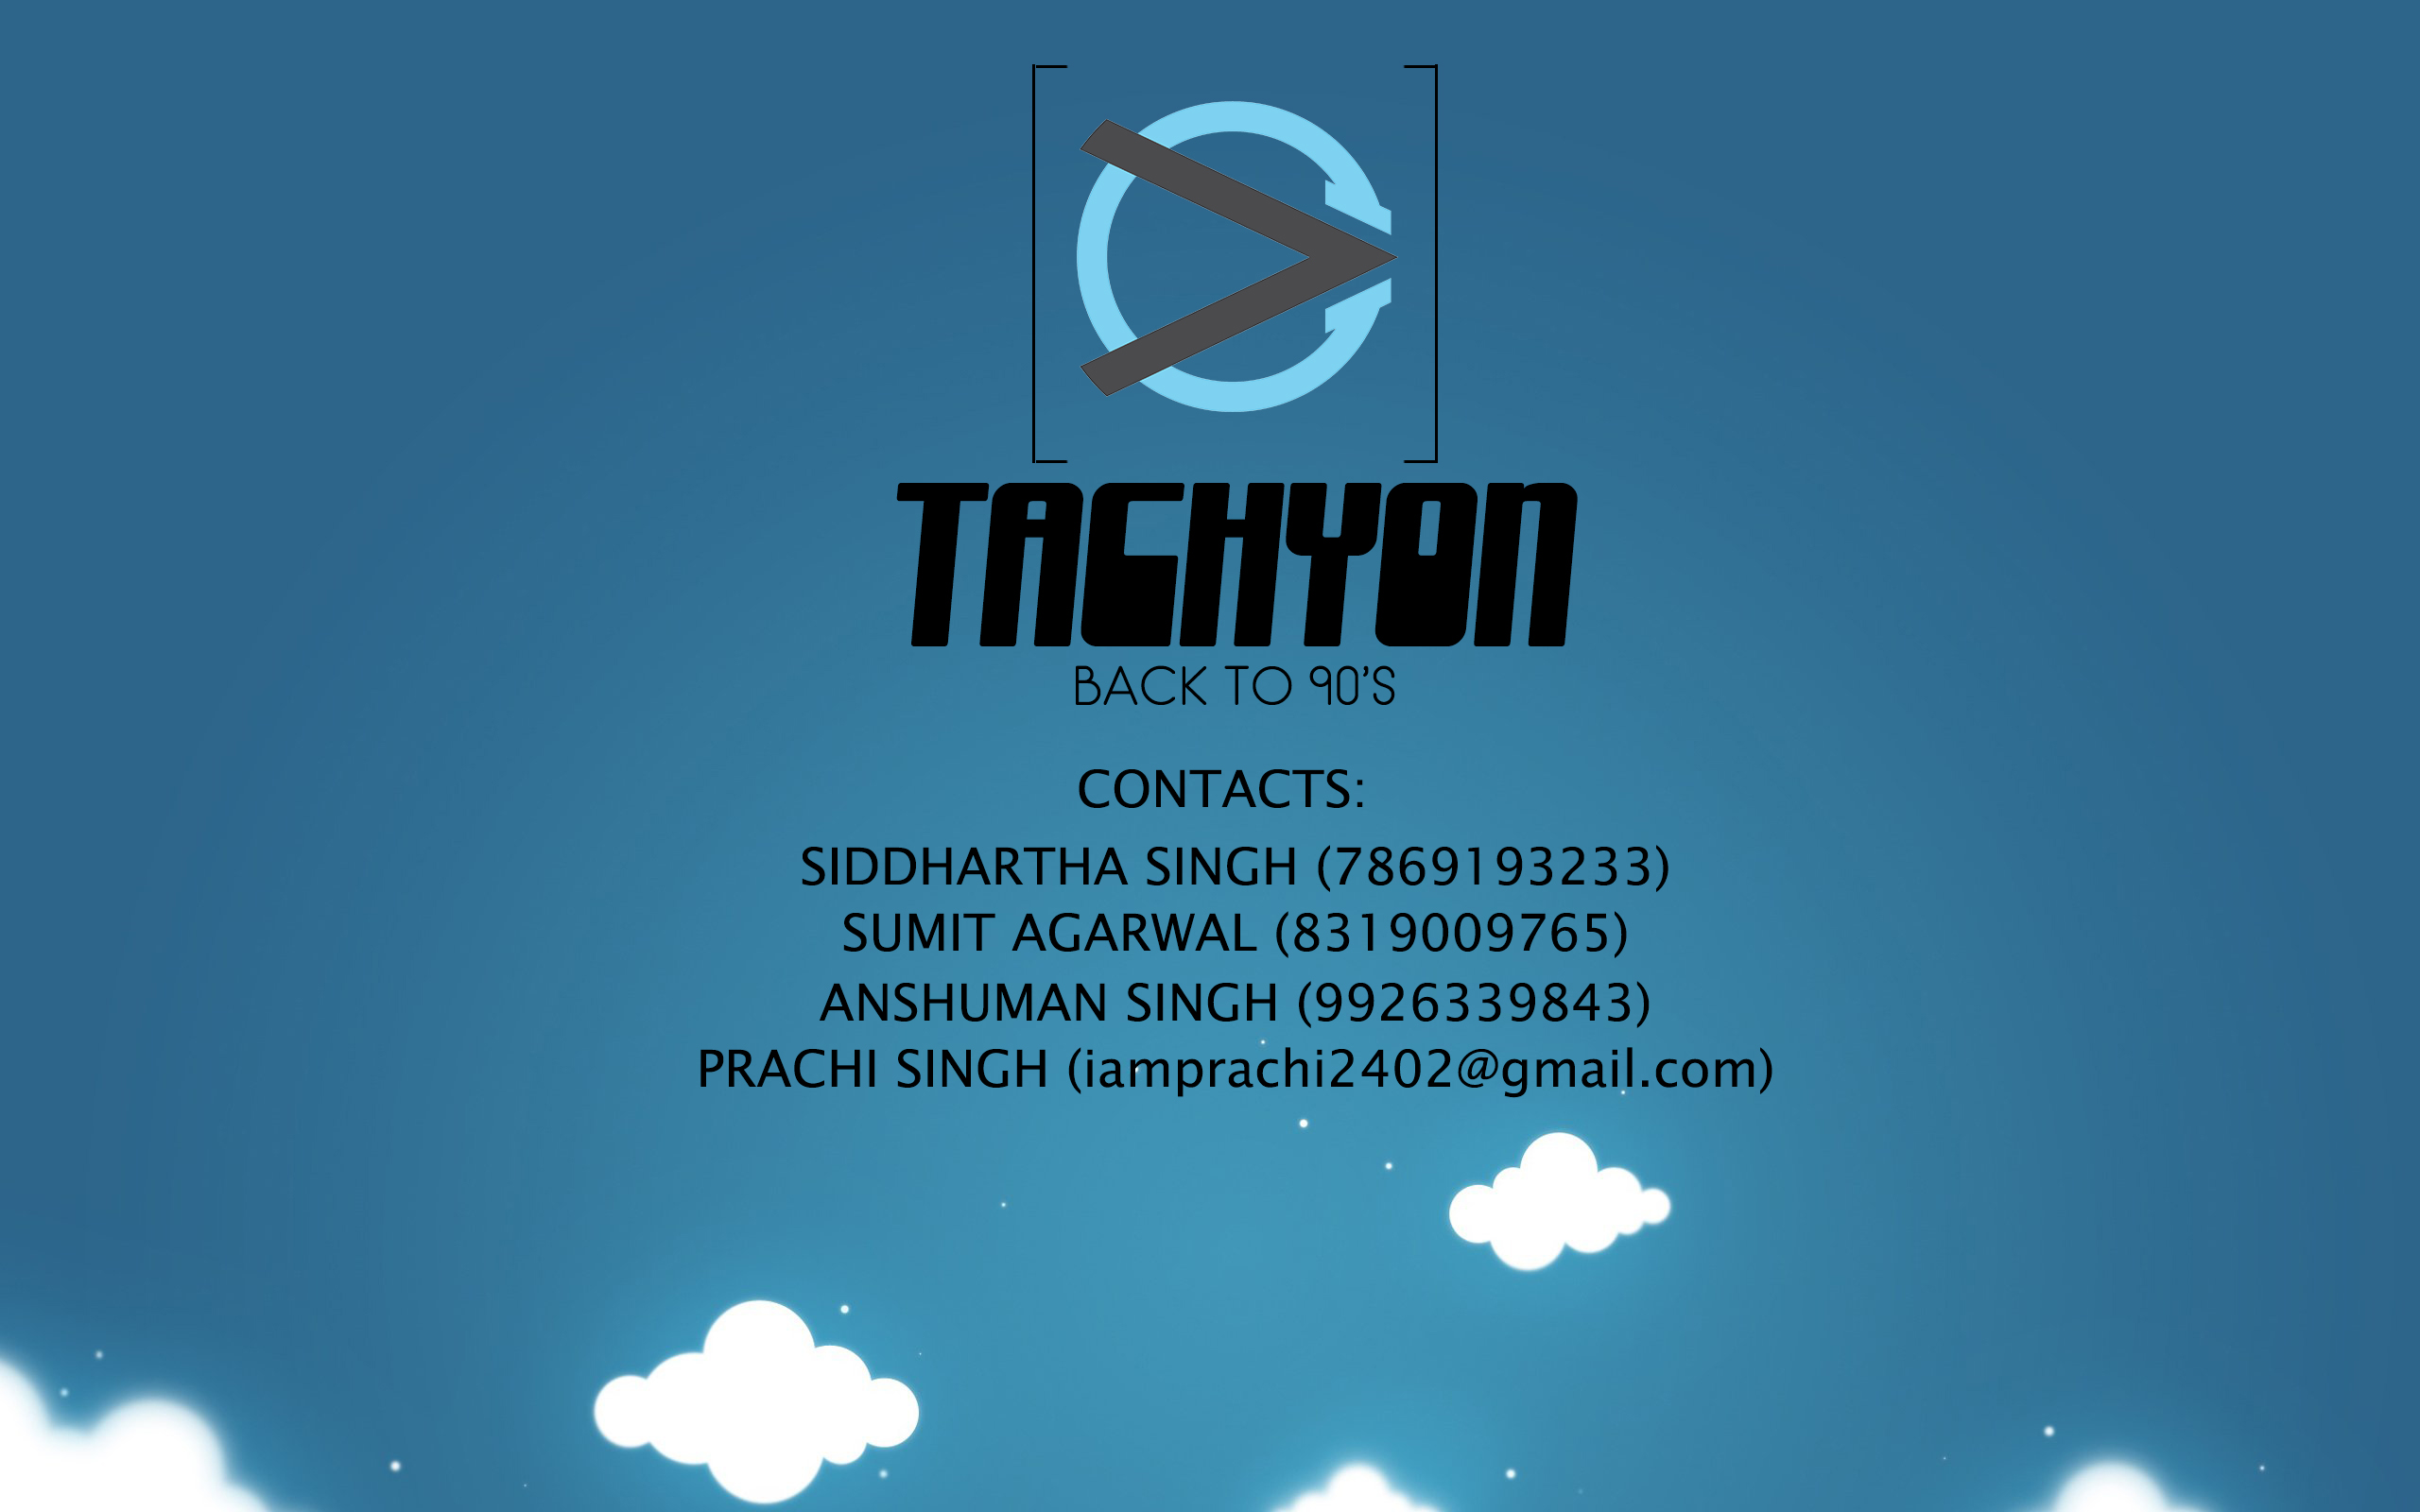 TACHYON
BACK TO 90'S
CONTACTS:
SIDDHARTHA SINGH (7869193233)
SUMIT AGARWAL (8319009765)
ANSHUMAN SINGH (9926339843)
PRACHI SINGH (iamprachi2402@gmail.com)